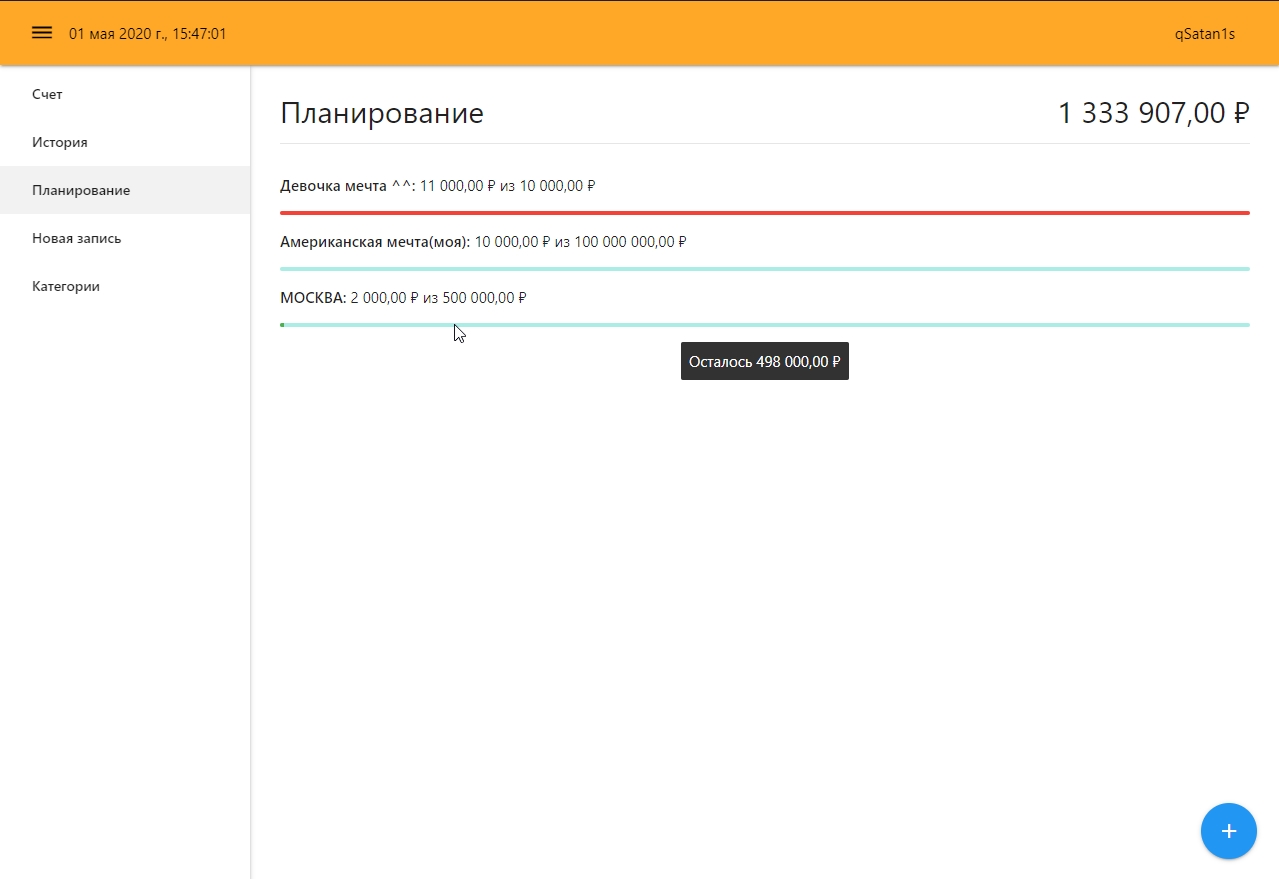 01 мая 2020 г., 15:47:01
qSatan1s
Счет
История
Планирование
Новая запись
Категории
Планирование
1 333 907,00 ₽
Девочка мечта ^^: 11 000,00 ₽ из 10 000,00 ₽
Американская мечта(моя): 10 000,00 ₽ из 100 000 000,00 ₽
МОСКВА: 2 000,00 ₽ из 500 000,00 ₽
Осталось 498 000,00 ₽
+